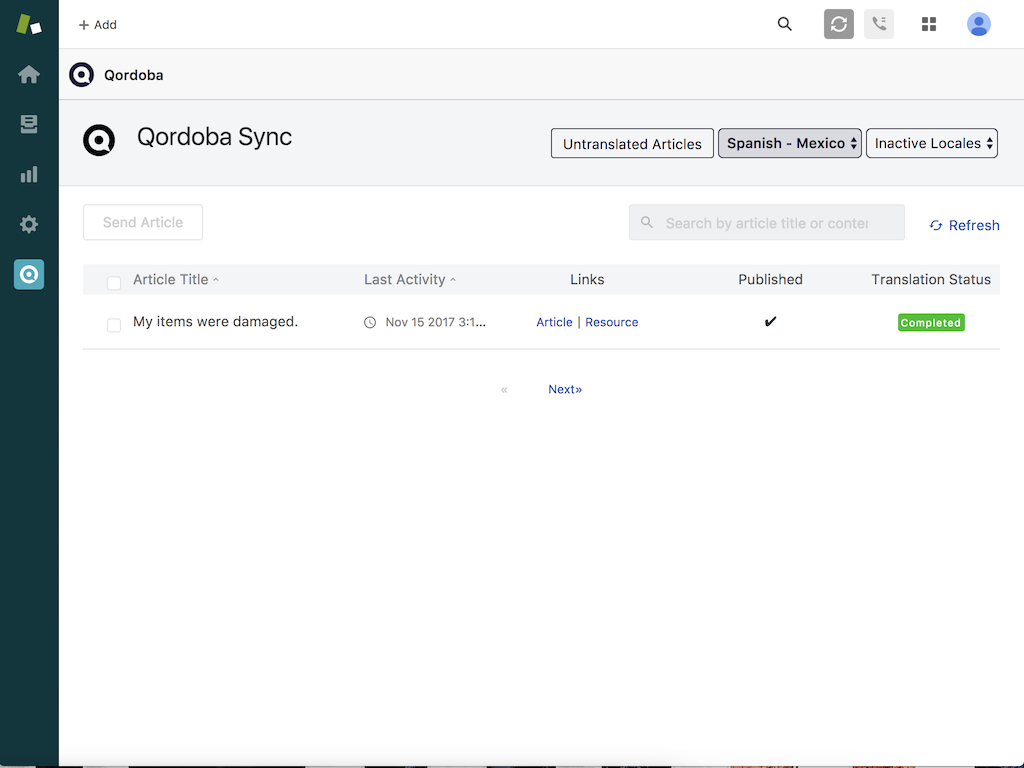 + Add
Qordoba
Qordoba Sync
Untranslated Articles
Spanish - Mexico
Inactive Locales
Send Article
Search by article title or conter
Refresh
Article Title
Last Activity
Links
Published
Translation Status
My items were damaged.
Nov 15 2017 3:1...
Article | Resource
✔
Completed
«
Next»